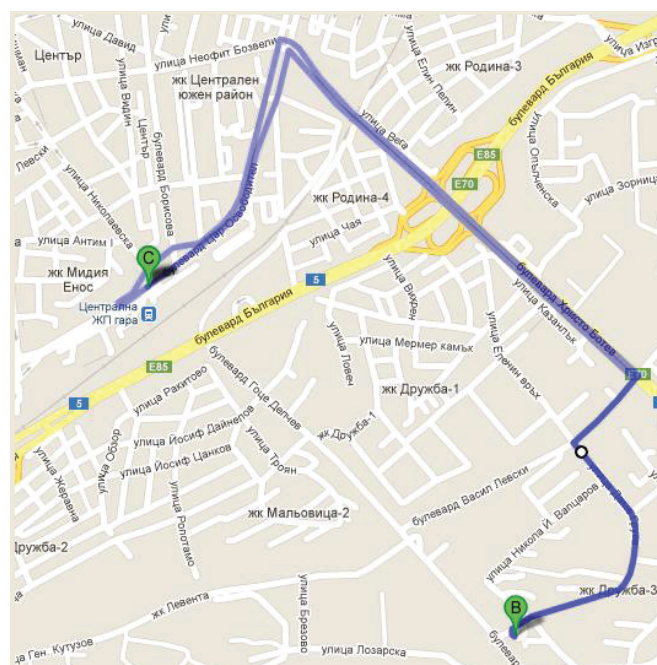 Център
улица Давид
улица Неофит Бозвели
улица Видин
Център
булевард Борисова
жк Централен
южен район
жк Родина-3
улица Елин Пелин
булевард България
улица Вега
E85
E70
улица Опълченска
улица Зорница
Левски
улица Николаевска
жк Родина-4
улица Чая
улица Антим I
булевард Цар Освободител
C
жк Мидия
Енос
Централна
ЖП гара
5
булевард България
улица Вихрен
булевард Христо Ботев
улица Казанлък
улица Мермер камък
улица Еленин връх
E70
5
E85
5
улица Ракитово
булевард Гоце Делчев
улица Ловеч
жк Дружба-1
улица Йосиф Дайнелов
улица Йосиф Цанков
жк Дружба-1
улица Обзор
улица Жеравна
улица Троян
булевард Васил Левски
улица Никола Й. Вапцаров
улица Ропотамо
жк Мальовица-2
Дружба-2
жк Дружба-3
жк Левента
B
улица Брезово
улица Ген. Кутузов
улица Лозарска
булевар